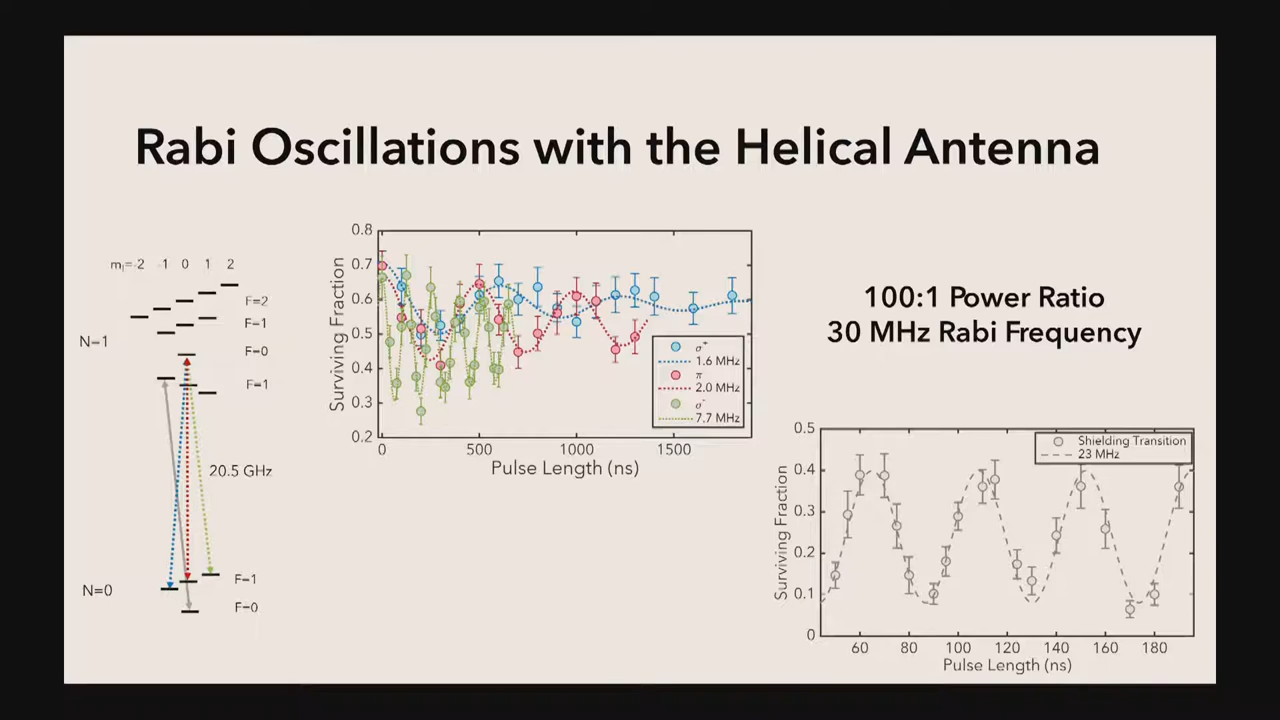 Rabi Oscillations with the Helical Antenna
mⱼ=-2 -1 0 1 2
F=2
F=1
N=1
F=0
F=1
20.5 GHz
F=1
N=0
F=0
Surviving Fraction
0.8
0.7
0.6
0.5
0.4
0.3
0.2
0 500 1000 1500
Pulse Length (ns)
σ⁺
1.6 MHz
π
2.0 MHz
σ⁻
7.7 MHz
100:1 Power Ratio
30 MHz Rabi Frequency
Surviving Fraction
0.5
0.4
0.3
0.2
0.1
0
60 80 100 120 140 160 180
Pulse Length (ns)
Shielding Transition
23 MHz